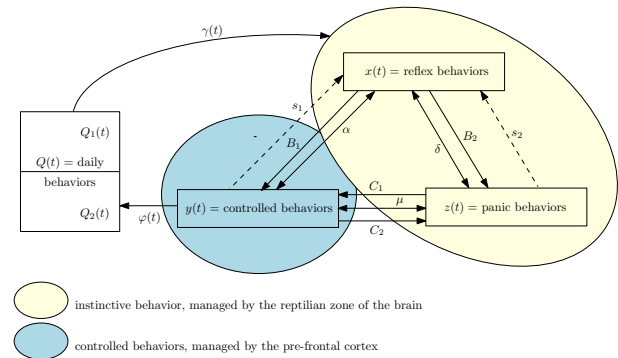 γ(t)
x(t) = reflex behaviors
s₁
α
B₁
B₂
s₂
δ
Q₁(t)
Q(t) = daily
behaviors
Q₂(t)
φ(t)
y(t) = controlled behaviors
C₁
μ
C₂
z(t) = panic behaviors
instinctive behavior, managed by the reptilian zone of the brain
controlled behaviors, managed by the pre-frontal cortex